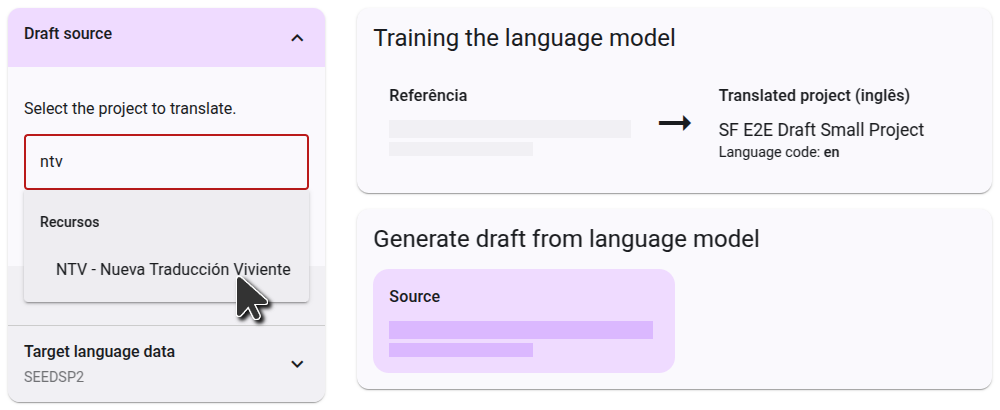 Draft source
Select the project to translate.
ntv
Recursos
NTV - Nueva Traducción Viviente
Target language data
SEEDSP2
Training the language model
Referência
Translated project (inglês)
SF E2E Draft Small Project
Language code: en
Generate draft from language model
Source